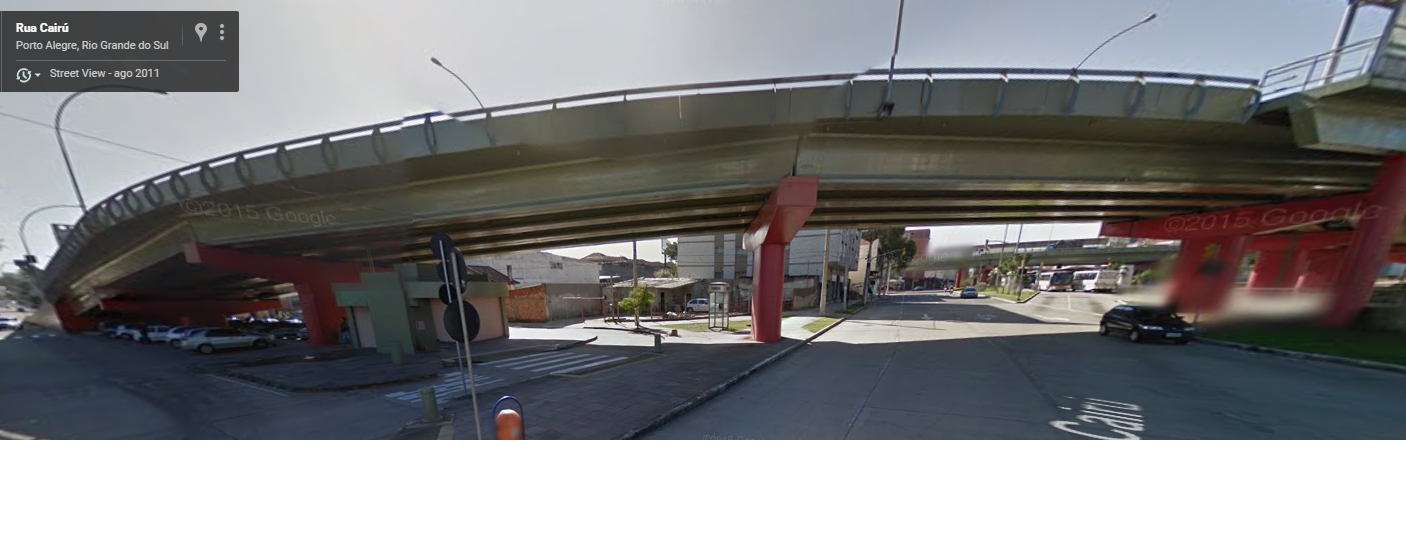 Rua Cairú
Porto Alegre, Rio Grande do Sul
Street View - ago 2011
©2015 Google
©2015 Google
Cairú